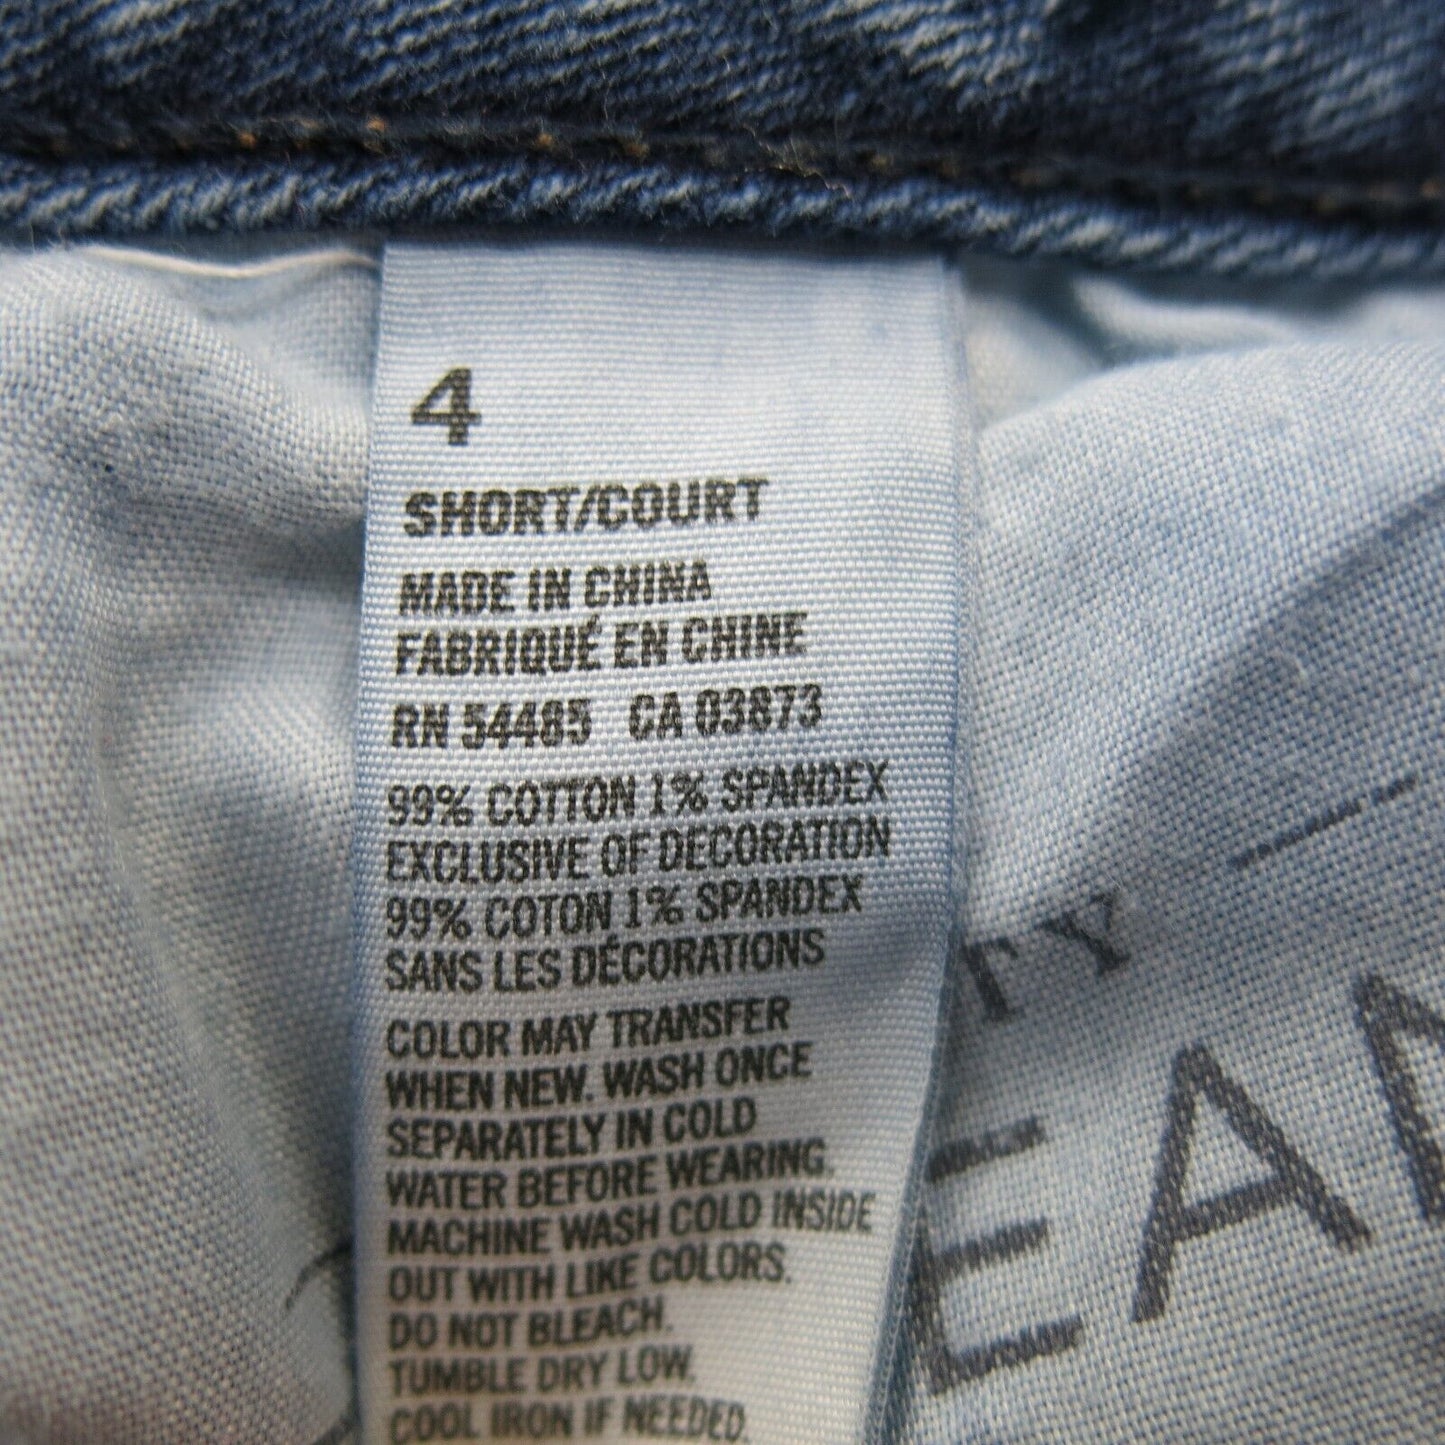 4
SHORT/COURT
MADE IN CHINA
FABRIQUÉ EN CHINE
RN 54485 CA 03873
99% COTTON 1% SPANDEX
EXCLUSIVE OF DECORATION
99% COTON 1% SPANDEX
SANS LES DÉCORATIONS
COLOR MAY TRANSFER
WHEN NEW. WASH ONCE
SEPARATELY IN COLD
WATER BEFORE WEARING.
MACHINE WASH COLD INSIDE
OUT WITH LIKE COLORS.
DO NOT BLEACH.
TUMBLE DRY LOW.
COOL IRON IF NEEDED.